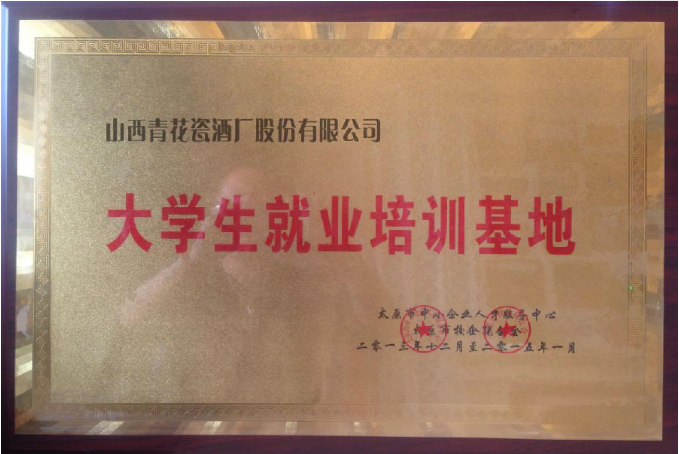 山西青花瓷酒厂股份有限公司
大学生就业培训基地
太原市中小企业人才服务中心
太原市校企联合会
二零一三年十二月至二零一五年一月